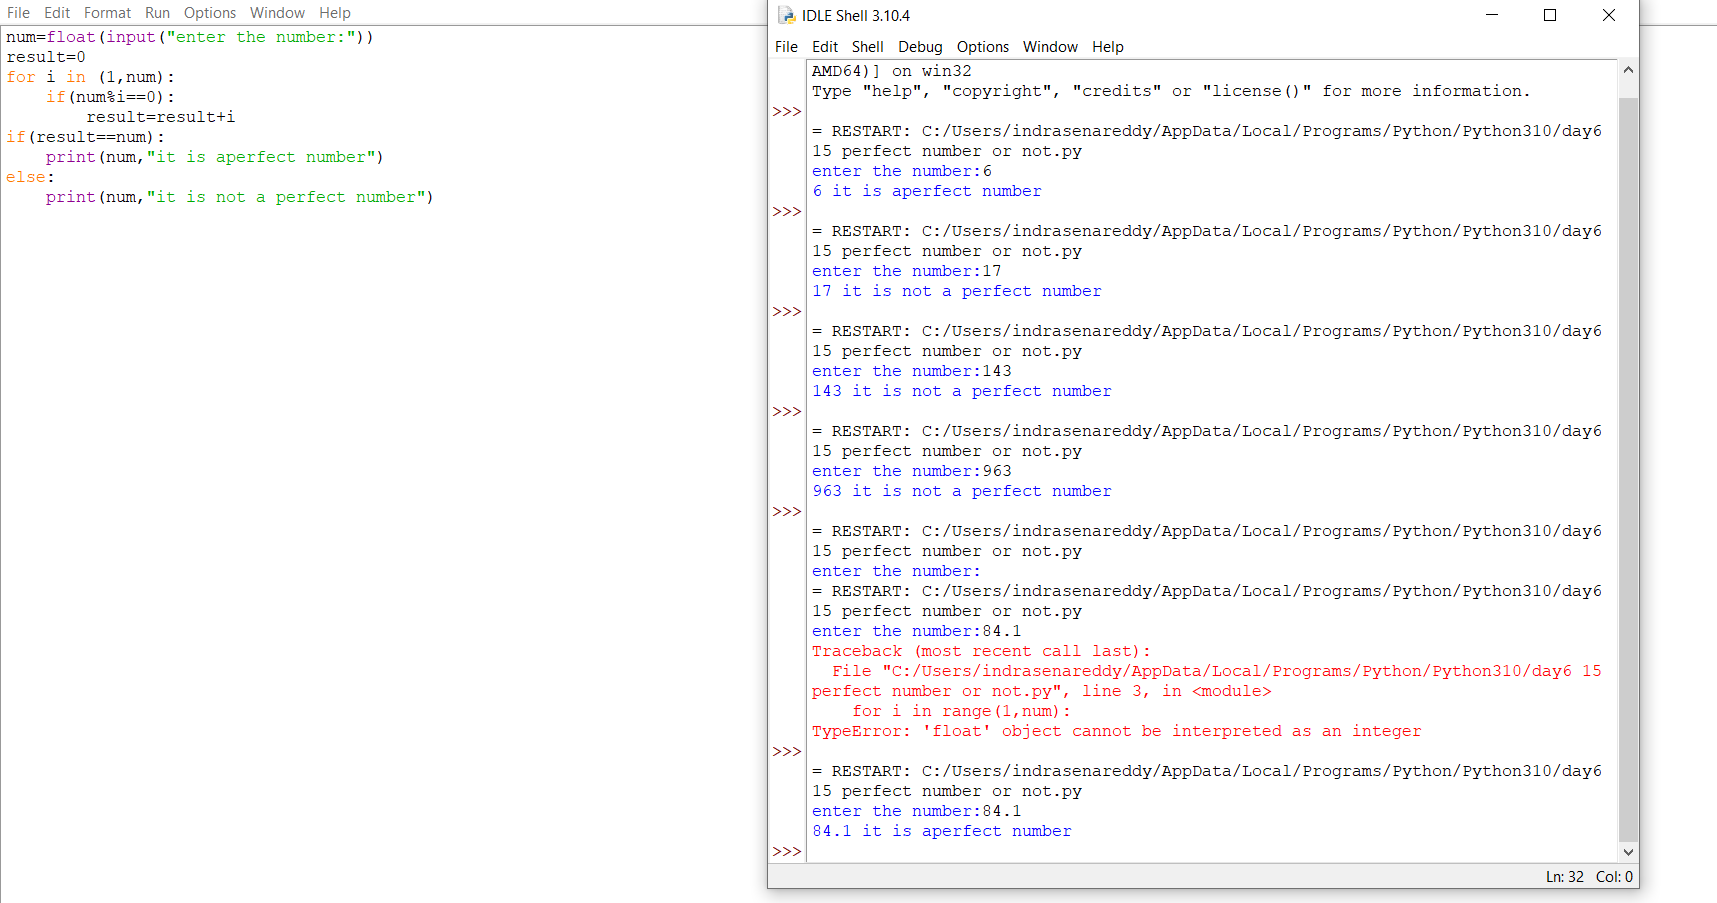 File Edit Format Run Options Window Help
num=float(input("enter the number:"))
result=0
for i in (1,num):
    if(num%i==0):
        result=result+i
if(result==num):
    print(num,"it is aperfect number")
else:
    print(num,"it is not a perfect number")
IDLE Shell 3.10.4
File Edit Shell Debug Options Window Help
AMD64)] on win32
Type "help", "copyright", "credits" or "license()" for more information.
>>>
= RESTART: C:/Users/indrasenareddy/AppData/Local/Programs/Python/Python310/day6
15 perfect number or not.py
enter the number:6
6 it is aperfect number
>>>
= RESTART: C:/Users/indrasenareddy/AppData/Local/Programs/Python/Python310/day6
15 perfect number or not.py
enter the number:17
17 it is not a perfect number
>>>
= RESTART: C:/Users/indrasenareddy/AppData/Local/Programs/Python/Python310/day6
15 perfect number or not.py
enter the number:143
143 it is not a perfect number
>>>
= RESTART: C:/Users/indrasenareddy/AppData/Local/Programs/Python/Python310/day6
15 perfect number or not.py
enter the number:963
963 it is not a perfect number
>>>
= RESTART: C:/Users/indrasenareddy/AppData/Local/Programs/Python/Python310/day6
15 perfect number or not.py
enter the number:
= RESTART: C:/Users/indrasenareddy/AppData/Local/Programs/Python/Python310/day6
15 perfect number or not.py
enter the number:84.1
Traceback (most recent call last):
  File "C:/Users/indrasenareddy/AppData/Local/Programs/Python/Python310/day6 15
perfect number or not.py", line 3, in <module>
    for i in range(1,num):
TypeError: 'float' object cannot be interpreted as an integer
>>>
= RESTART: C:/Users/indrasenareddy/AppData/Local/Programs/Python/Python310/day6
15 perfect number or not.py
enter the number:84.1
84.1 it is aperfect number
>>>
Ln: 32 Col: 0